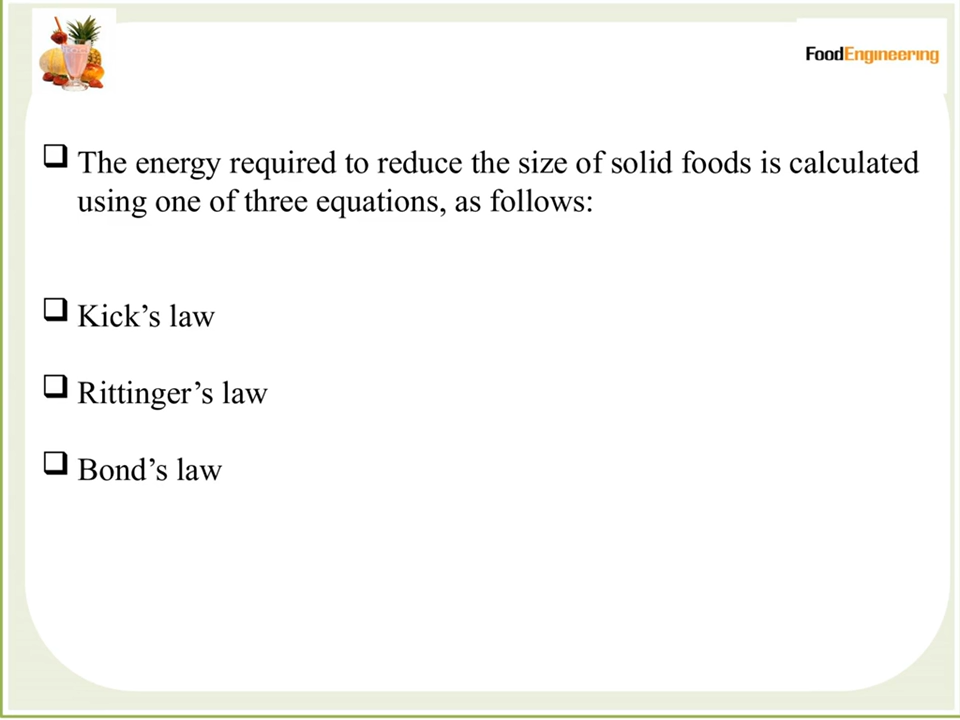 FoodEngineering
❑ The energy required to reduce the size of solid foods is calculated
using one of three equations, as follows:
❑ Kick’s law
❑ Rittinger’s law
❑ Bond’s law